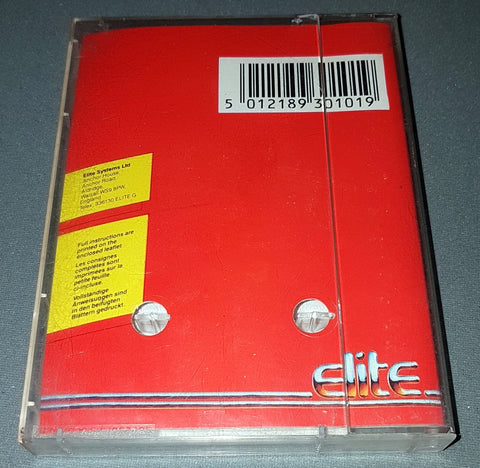 5 012189 301019
Elite Systems Ltd
Anchor House,
Anchor Road,
Aldridge,
Walsall WS9 8PW,
England
Telex: 336130 ELITE G
Full instructions are
printed on the
enclosed leaflet
Les consignes
complètes sont
imprimées sur la
petite feuille
ci-incluse.
Vollständige
Anweisungen sind
in den beifügten
Blättern gedruckt.
elite